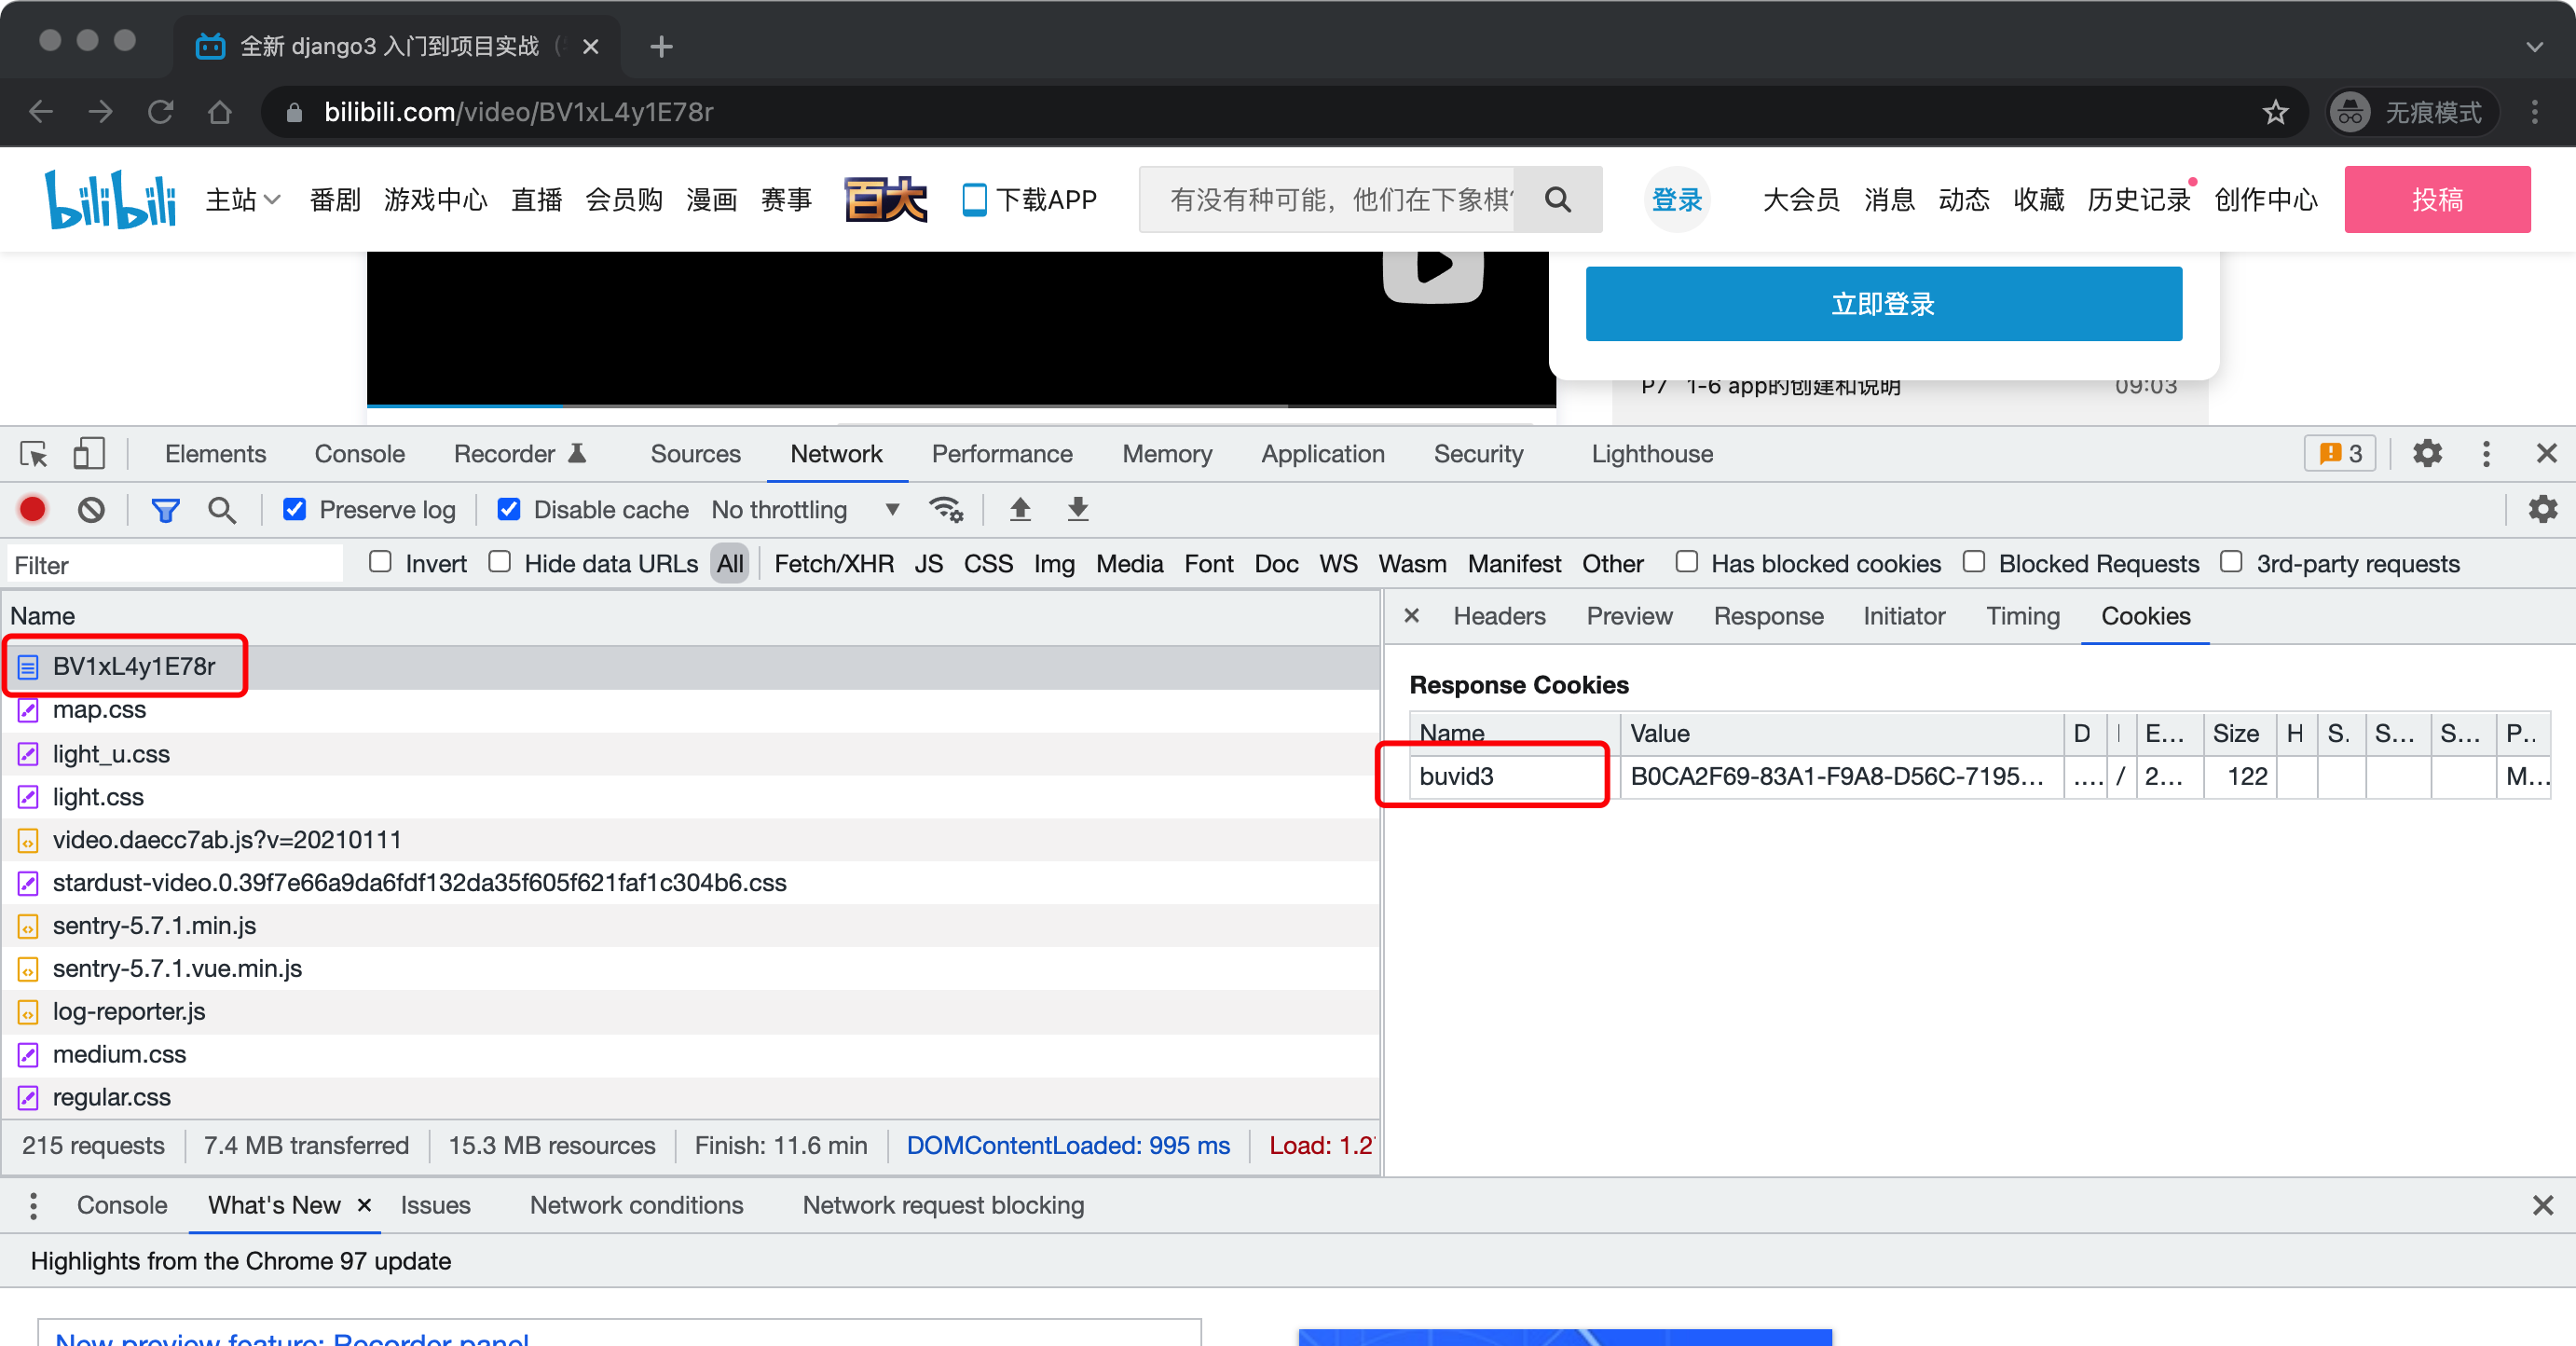 全新 django3 入门到项目实战
bilibili.com/video/BV1xL4y1E78r
无痕模式
bilibili 主站 番剧 游戏中心 直播 会员购 漫画 赛事 百大 下载APP 有没有种可能，他们在下象棋 登录 大会员 消息 动态 收藏 历史记录 创作中心 投稿
立即登录
P7 1-6 app的创建和说明 09:03
Elements Console Recorder Sources Network Performance Memory Application Security Lighthouse 3
Preserve log Disable cache No throttling
Filter Invert Hide data URLs All Fetch/XHR JS CSS Img Media Font Doc WS Wasm Manifest Other Has blocked cookies Blocked Requests 3rd-party requests
Name
BV1xL4y1E78r
map.css
light_u.css
light.css
video.daecc7ab.js?v=20210111
stardust-video.0.39f7e66a9da6fdf132da35f605f621faf1c304b6.css
sentry-5.7.1.min.js
sentry-5.7.1.vue.min.js
log-reporter.js
medium.css
regular.css
Headers Preview Response Initiator Timing Cookies
Response Cookies
Name Value D E... Size H S. S... S... P..
buvid3 B0CA2F69-83A1-F9A8-D56C-7195... .... / 2... 122 M...
215 requests 7.4 MB transferred 15.3 MB resources Finish: 11.6 min DOMContentLoaded: 995 ms Load: 1.2
Console What's New Issues Network conditions Network request blocking
Highlights from the Chrome 97 update
New preview feature: Recorder panel